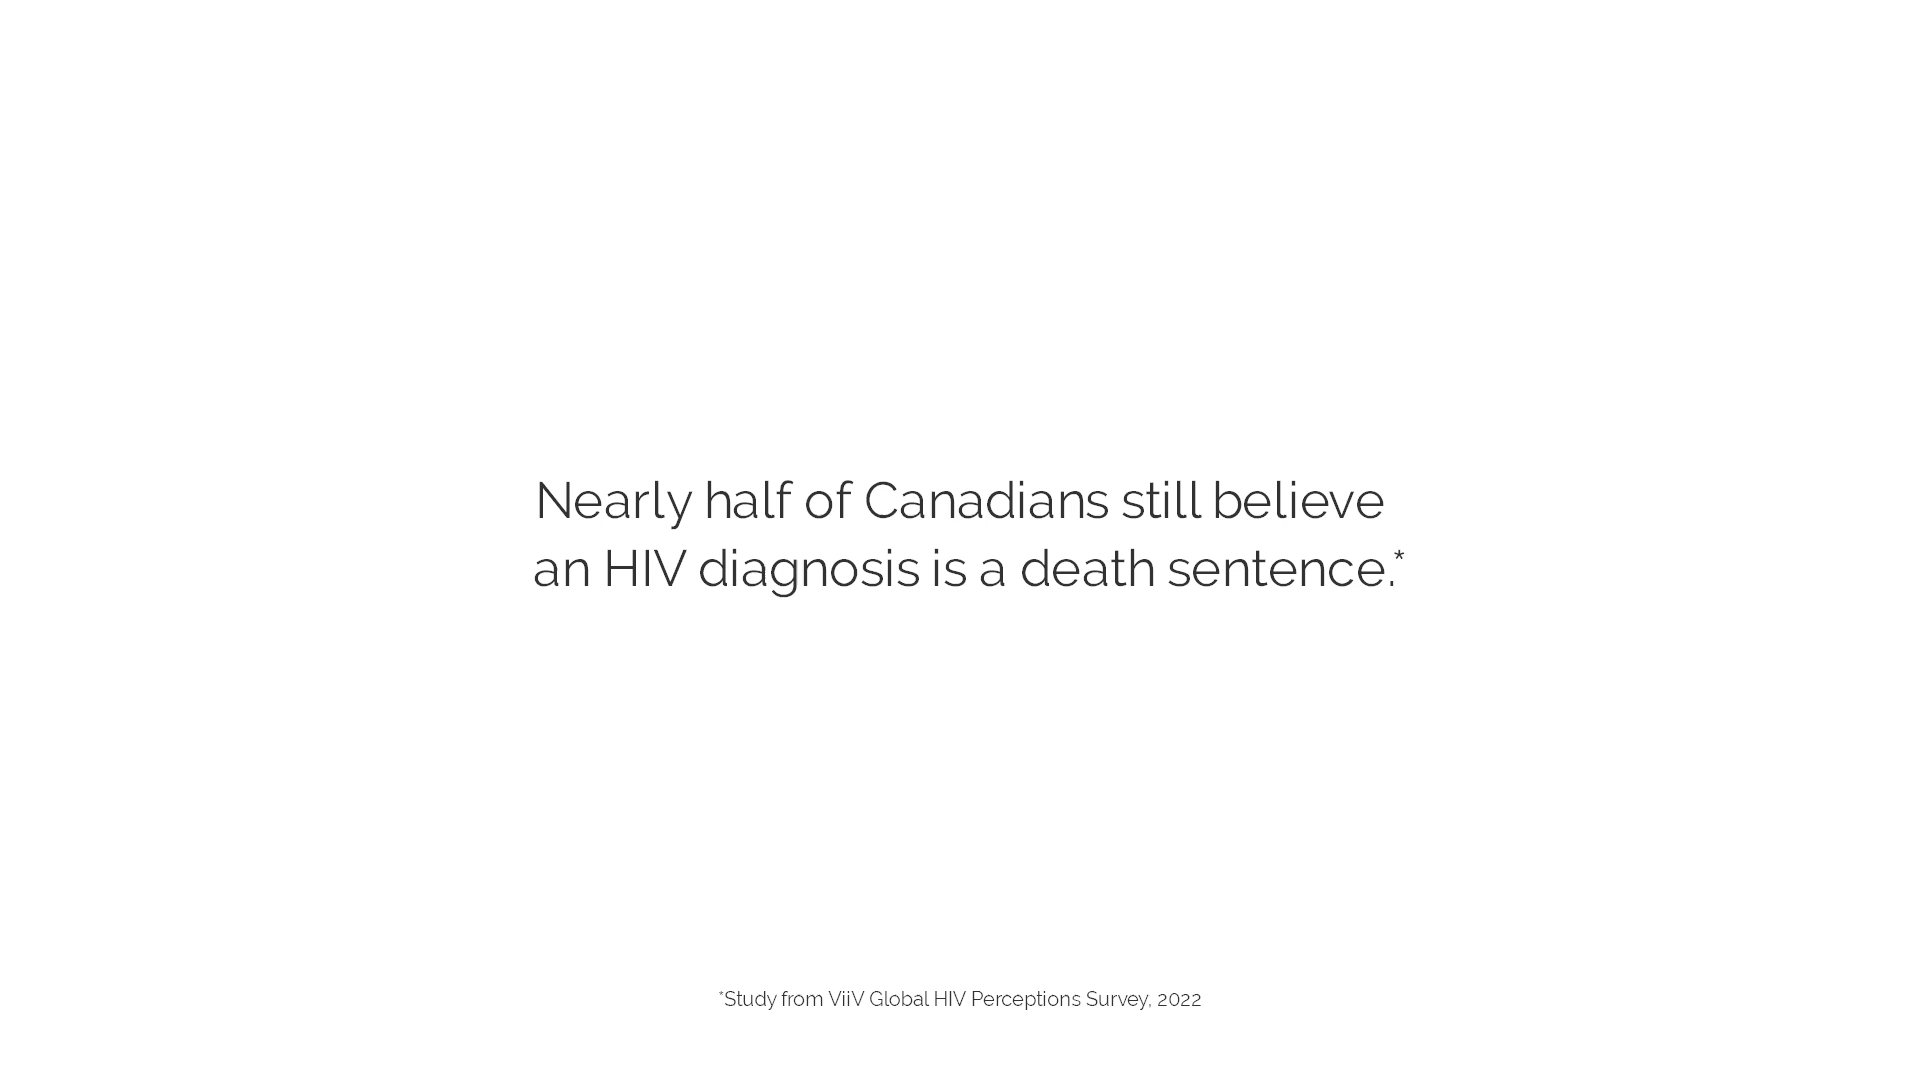 Nearly half of Canadians still believe
an HIV diagnosis is a death sentence.*
*Study from ViiV Global HIV Perceptions Survey, 2022